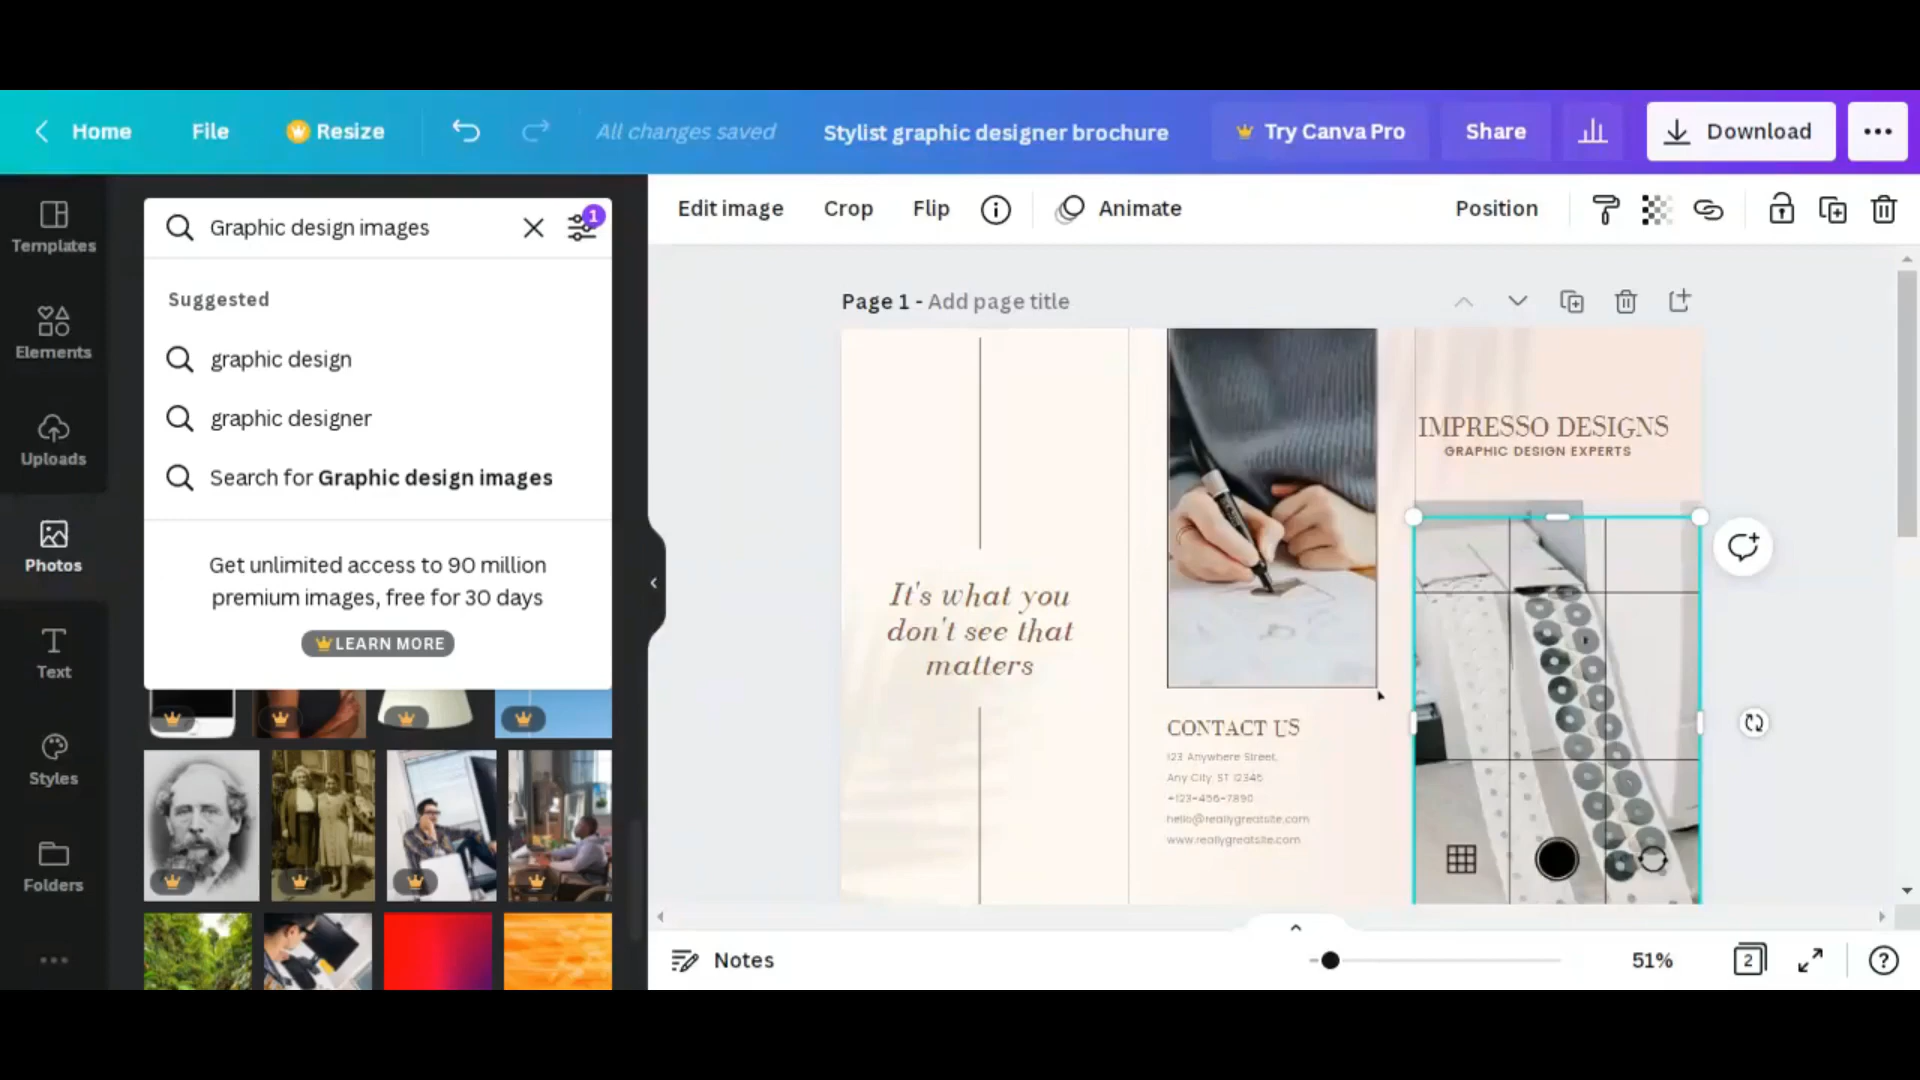 Home
File
Resize
All changes saved
Stylist graphic designer brochure
Try Canva Pro
Share
Download
Templates
Elements
Uploads
Photos
Text
Styles
Folders
Graphic design images
1
Suggested
graphic design
graphic designer
Search for Graphic design images
Get unlimited access to 90 million
premium images, free for 30 days
LEARN MORE
Edit image
Crop
Flip
Animate
Position
Page 1 - Add page title
It's what you
don't see that
matters
CONTACT US
123 Anywhere Street,
Any City, ST 12345
+123-456-7890
hello@reallygreatsite.com
www.reallygreatsite.com
IMPRESSO DESIGNS
GRAPHIC DESIGN EXPERTS
Notes
51%
2